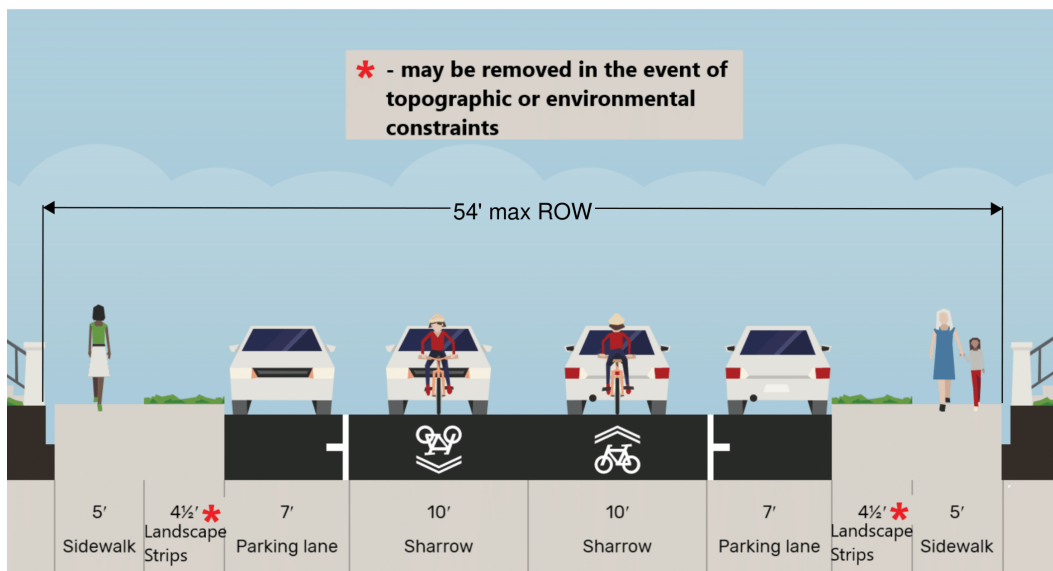 * - may be removed in the event of
topographic or environmental
constraints
54' max ROW
5′
4½′ *
7′
10′
10′
7′
4½′ *
5′
Sidewalk
Landscape
Strips
Parking lane
Sharrow
Sharrow
Parking lane
Landscape
Strips
Sidewalk